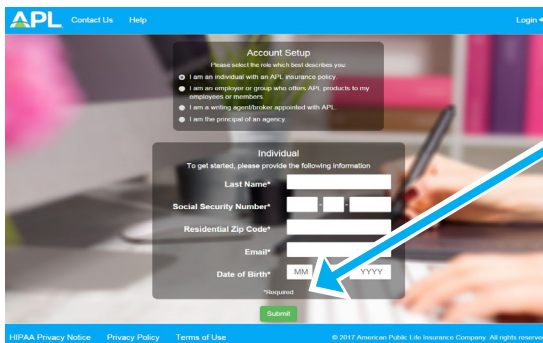 APL Contact Us Help Login
Account Setup
Please select the role which best describes you:
I am an individual with an APL insurance policy.
I am an employer or group who offers APL products to my
employees or members.
I am a writing agent/broker appointed with APL.
I am the principal of an agency.
Individual
To get started, please provide the following information
Last Name*
Social Security Number* - -
Residential Zip Code*
Email*
Date of Birth* MM YYYY
*Required
Submit
HIPAA Privacy Notice Privacy Policy Terms of Use © 2017 American Public Life Insurance Company. All rights reserve